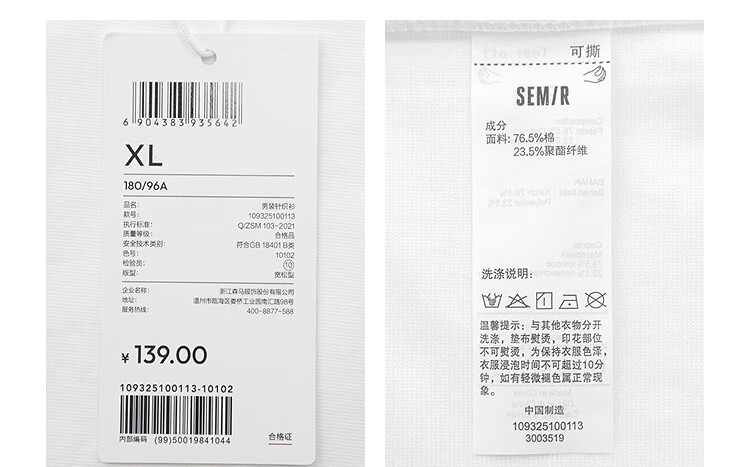 6 904383 935642
XL
180/96A
品名: 男装针织衫
款号: 109325100113
执行标准: Q/ZSM 103-2021
质量等级: 合格品
安全技术类别: 符合GB 18401 B类
色号: 10102
检验员: 10
版型: 宽松型
企业名称: 浙江森马服饰股份有限公司
地址: 温州市瓯海区娄桥工业园南汇路98号
服务热线: 400-8877-588
¥ 139.00
109325100113-10102
内部编码 (99)50019841044
合格证
Tear off
可撕
SEM/R
成分
面料: 76.5%棉
23.5%聚酯纤维
洗涤说明:
温馨提示: 与其他衣物分开
洗涤, 垫布熨烫, 印花部位
不可熨烫, 为保持衣服色泽,
衣服浸泡时间不可超过10分
钟, 如有轻微褪色属正常现
象。
中国制造
109325100113
3003519